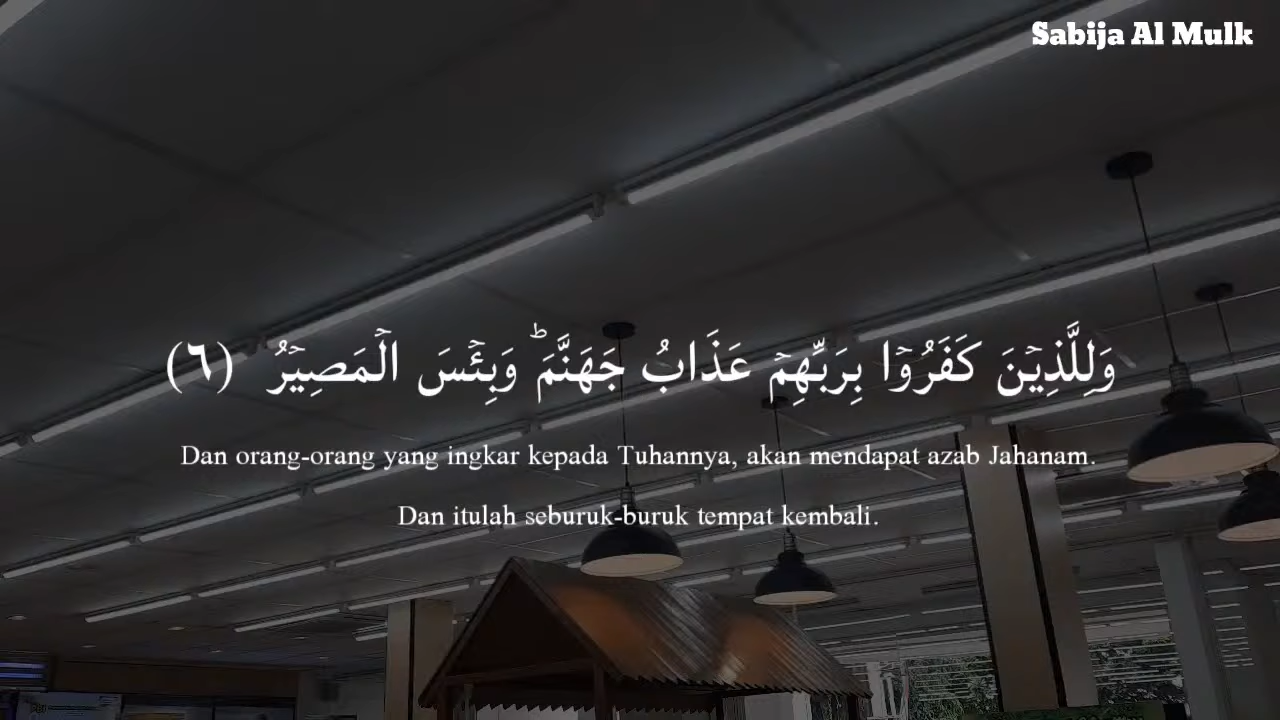 Sabija Al Mulk
وَلِلَّذِيۡنَ كَفَرُوۡا بِرَبِّهِمۡ عَذَابُ جَهَنَّمَ‌ؕ وَبِئۡسَ الۡمَصِيۡرُ (٦)
Dan orang-orang yang ingkar kepada Tuhannya, akan mendapat azab Jahanam.
Dan itulah seburuk-buruk tempat kembali.